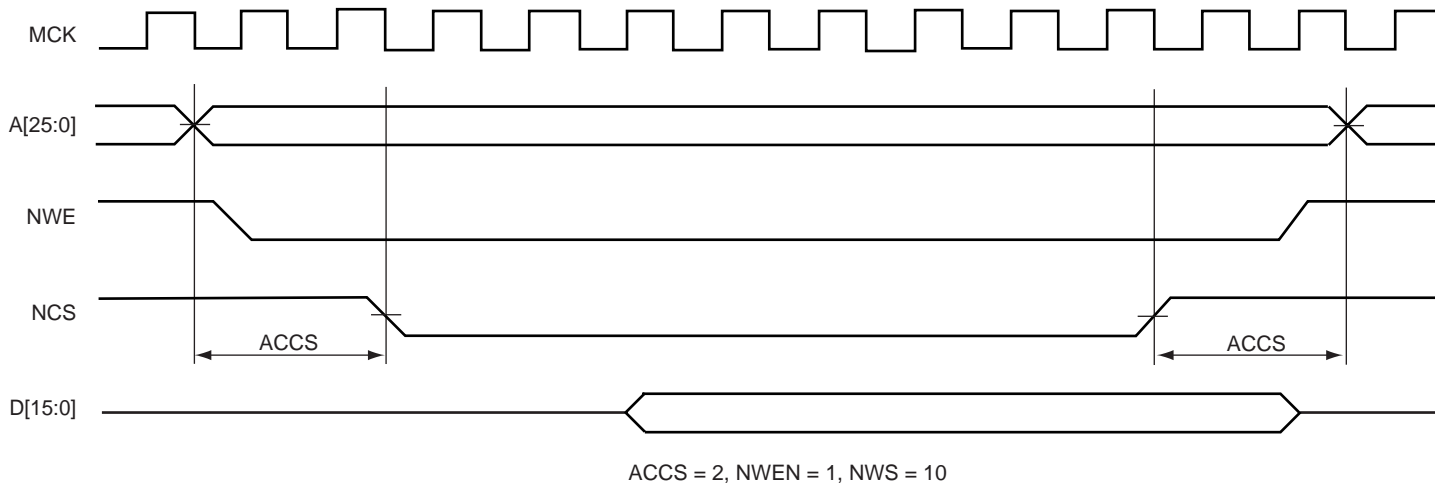 MCK
A[25:0]
NWE
NCS
ACCS
ACCS
D[15:0]
ACCS = 2, NWEN = 1, NWS = 10